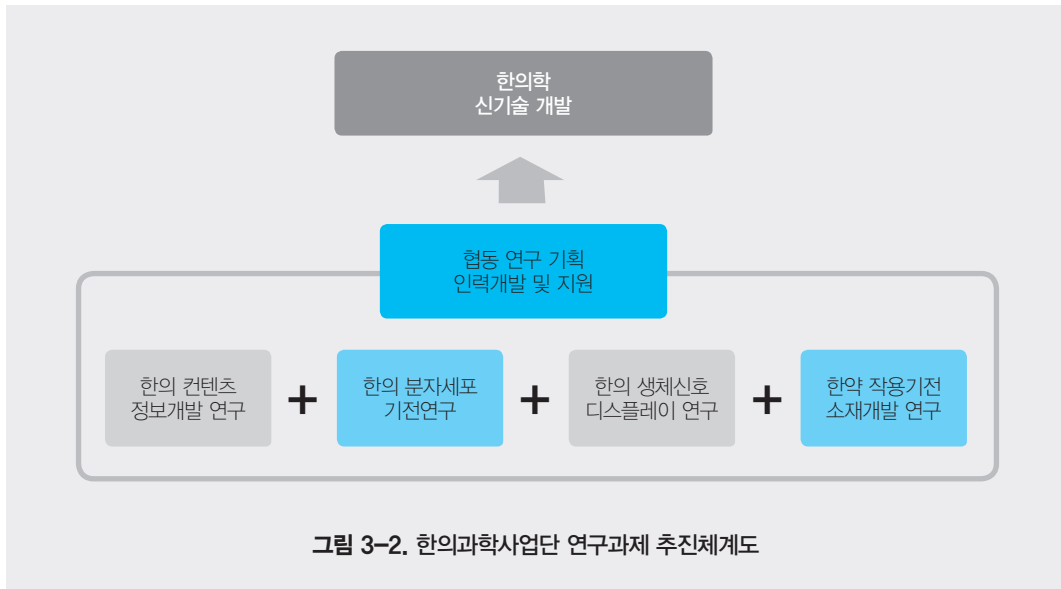 한의학
신기술 개발
협동 연구 기획
인력개발 및 지원
한의 컨텐츠
정보개발 연구
+
한의 분자세포
기전연구
+
한의 생체신호
디스플레이 연구
+
한약 작용기전
소재개발 연구
그림 3-2. 한의과학사업단 연구과제 추진체계도